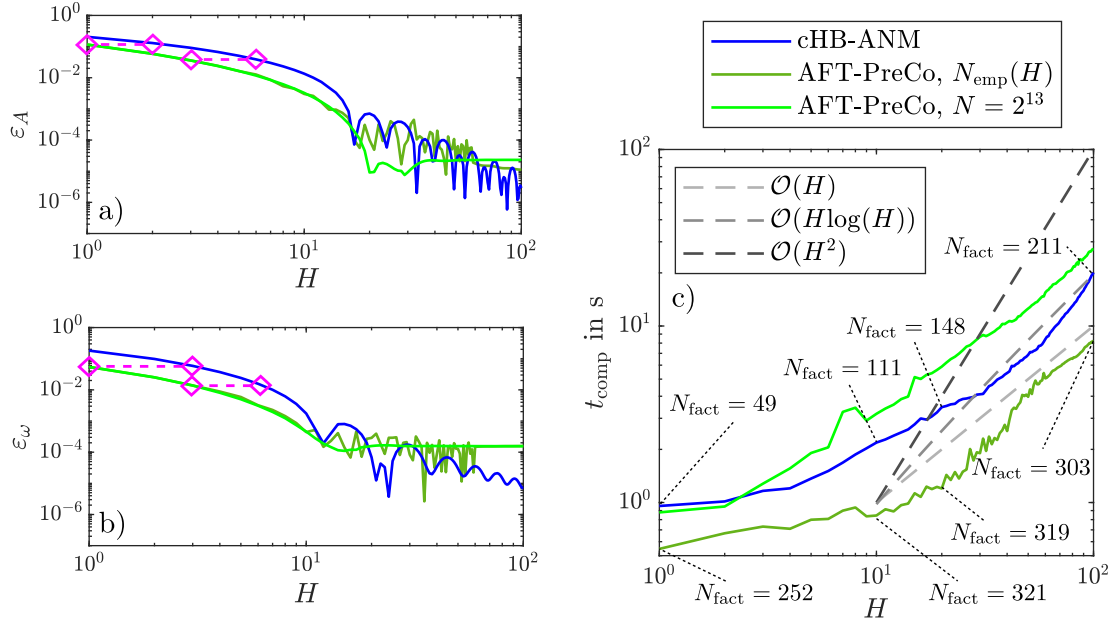 10^0
10^-2
10^-4
10^-6
ε_A
a)
10^0
10^1
10^2
H
10^0
10^-2
10^-4
10^-6
ε_ω
b)
10^0
10^1
10^2
H
cHB-ANM
AFT-PreCo, N_emp(H)
AFT-PreCo, N = 2^13
10^2
10^1
10^0
t_comp in s
O(H)
O(Hlog(H))
O(H^2)
c)
N_fact = 211
N_fact = 148
N_fact = 111
N_fact = 49
N_fact = 303
N_fact = 319
10^0
10^1
10^2
N_fact = 252
H
N_fact = 321